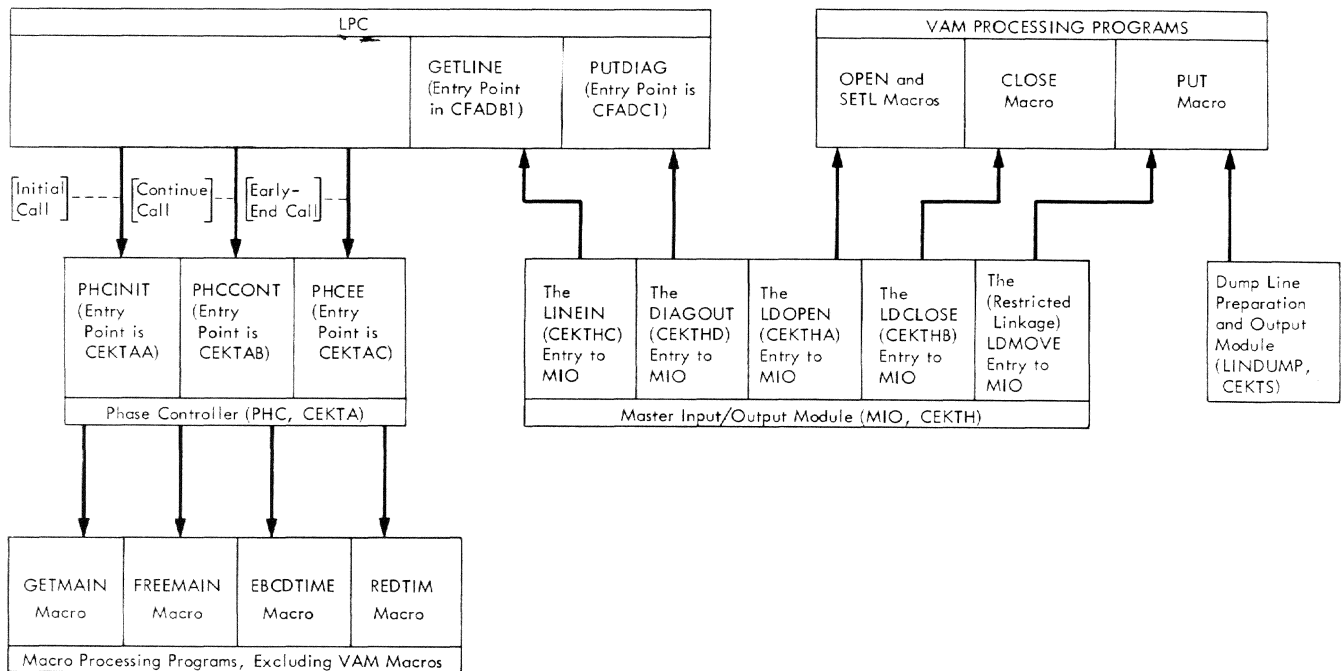 LPC
GETLINE
(Entry Point
in CFADB1)
PUTDIAG
(Entry Point is
CFADC1)
VAM PROCESSING PROGRAMS
OPEN and
SETL Macros
CLOSE
Macro
PUT
Macro
[Initial
Call]
[Continue
Call]
[Early-
End Call]
PHCINIT
(Entry
Point is
CEKTAA)
PHCCONT
(Entry
Point is
CEKTAB)
PHCEE
(Entry
Point is
CEKTAC)
Phase Controller (PHC, CEKTA)
The
LINEIN
(CEKTHC)
Entry to
MIO
The
DIAGOUT
(CEKTHD)
Entry to
MIO
The
LDOPEN
(CEKTHA)
Entry to
MIO
The
LDCLOSE
(CEKTHB)
Entry to
MIO
The
(Restricted
Linkage)
LDMOVE
Entry to
MIO
Master Input/Output Module (MIO, CEKTH)
Dump Line
Preparation
and Output
Module
(LINDUMP,
CEKTS)
GETMAIN
Macro
FREEMAIN
Macro
EBCDTIME
Macro
REDTIM
Macro
Macro Processing Programs, Excluding VAM Macros